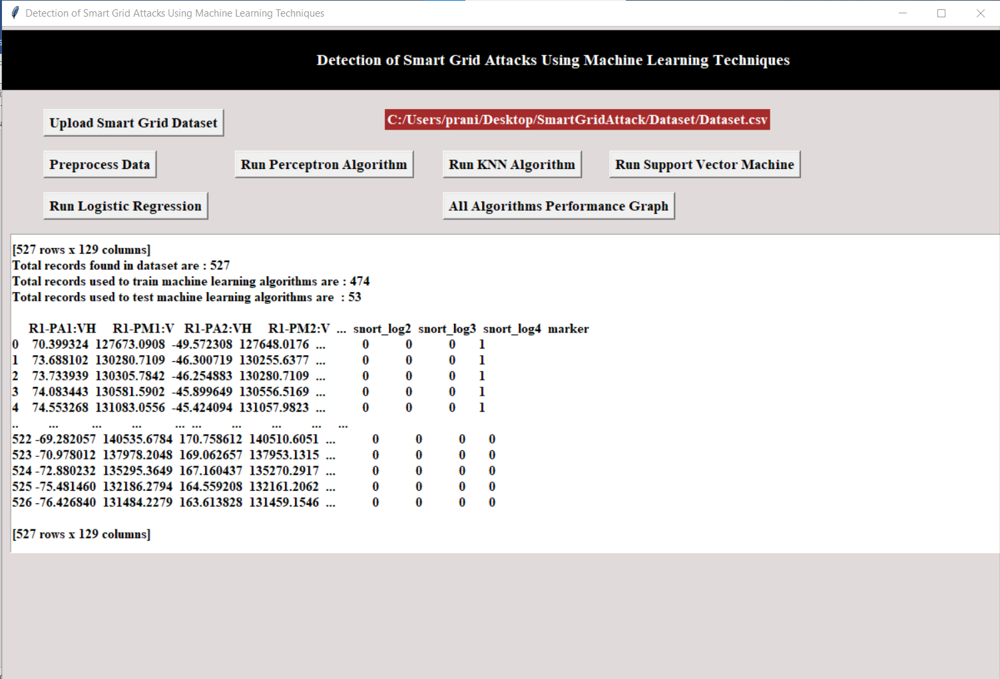 Detection of Smart Grid Attacks Using Machine Learning Techniques
Detection of Smart Grid Attacks Using Machine Learning Techniques
Upload Smart Grid Dataset
C:/Users/prani/Desktop/SmartGridAttack/Dataset/Dataset.csv
Preprocess Data
Run Perceptron Algorithm
Run KNN Algorithm
Run Support Vector Machine
Run Logistic Regression
All Algorithms Performance Graph
[527 rows x 129 columns]
Total records found in dataset are : 527
Total records used to train machine learning algorithms are : 474
Total records used to test machine learning algorithms are  : 53
R1-PA1:VH R1-PM1:V R1-PA2:VH R1-PM2:V ... snort_log2 snort_log3 snort_log4 marker
0 70.399324 127673.0908 -49.572308 127648.0176 ... 0 0 0 1
1 73.688102 130280.7109 -46.300719 130255.6377 ... 0 0 0 1
2 73.733939 130305.7842 -46.254883 130280.7109 ... 0 0 0 1
3 74.083443 130581.5902 -45.899649 130556.5169 ... 0 0 0 1
4 74.553268 131083.0556 -45.424094 131057.9823 ... 0 0 0 1
.. ... ... ... ... ... ... ... ... ...
522 -69.282057 140535.6784 170.758612 140510.6051 ... 0 0 0 0
523 -70.978012 137978.2048 169.062657 137953.1315 ... 0 0 0 0
524 -72.880232 135295.3649 167.160437 135270.2917 ... 0 0 0 0
525 -75.481460 132186.2794 164.559208 132161.2062 ... 0 0 0 0
526 -76.426840 131484.2279 163.613828 131459.1546 ... 0 0 0 0
[527 rows x 129 columns]